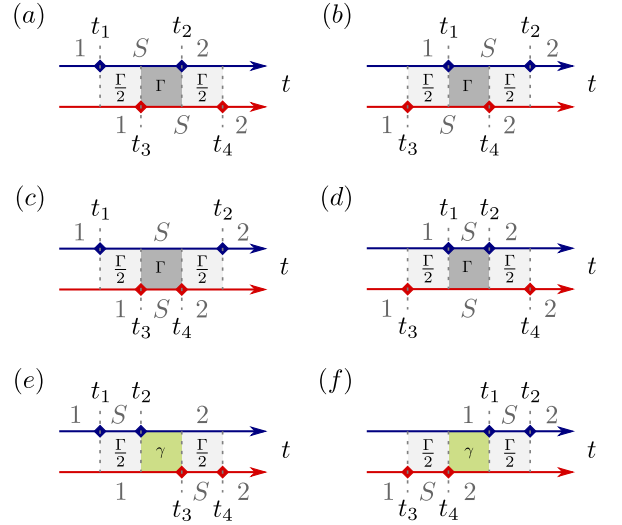 (a) (b)
t₁ t₂ t₁ t₂
1 S 2 1 S 2
Γ/2 Γ Γ/2 t Γ/2 Γ Γ/2 t
1 S 2 1 S 2
t₃ t₄ t₃ t₄
(c) (d)
t₁ t₂ t₁ t₂
1 S 2 1 S 2
Γ/2 Γ Γ/2 t Γ/2 Γ Γ/2 t
1 S 2 1 S 2
t₃ t₄ t₃ t₄
(e) (f)
t₁ t₂ t₁ t₂
1 S 2 1 S 2
Γ/2 γ Γ/2 t Γ/2 γ Γ/2 t
1 S 2 1 S 2
t₃ t₄ t₃ t₄